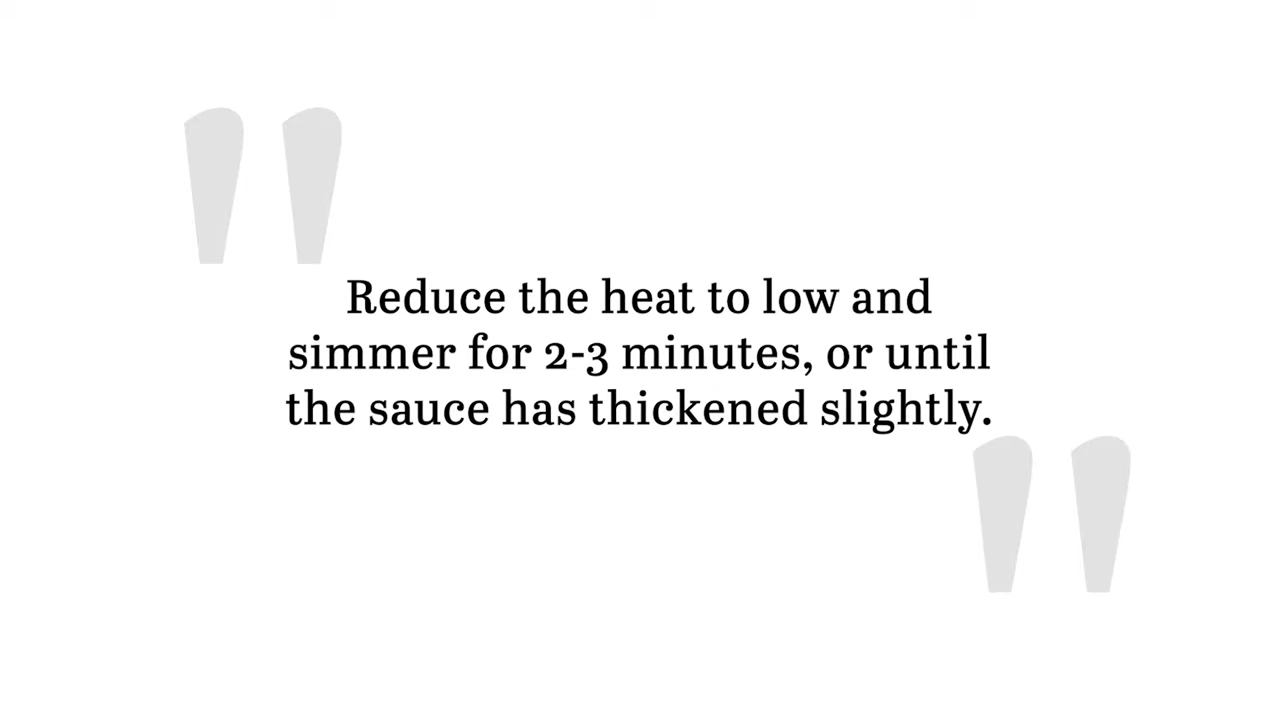 Reduce the heat to low and
simmer for 2-3 minutes, or until
the sauce has thickened slightly.